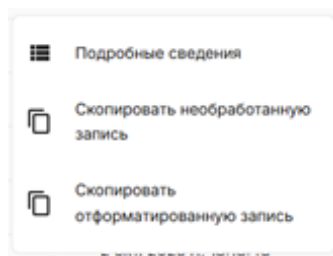 Подробные сведения
Скопировать необработанную
запись
Скопировать
отформатированную запись